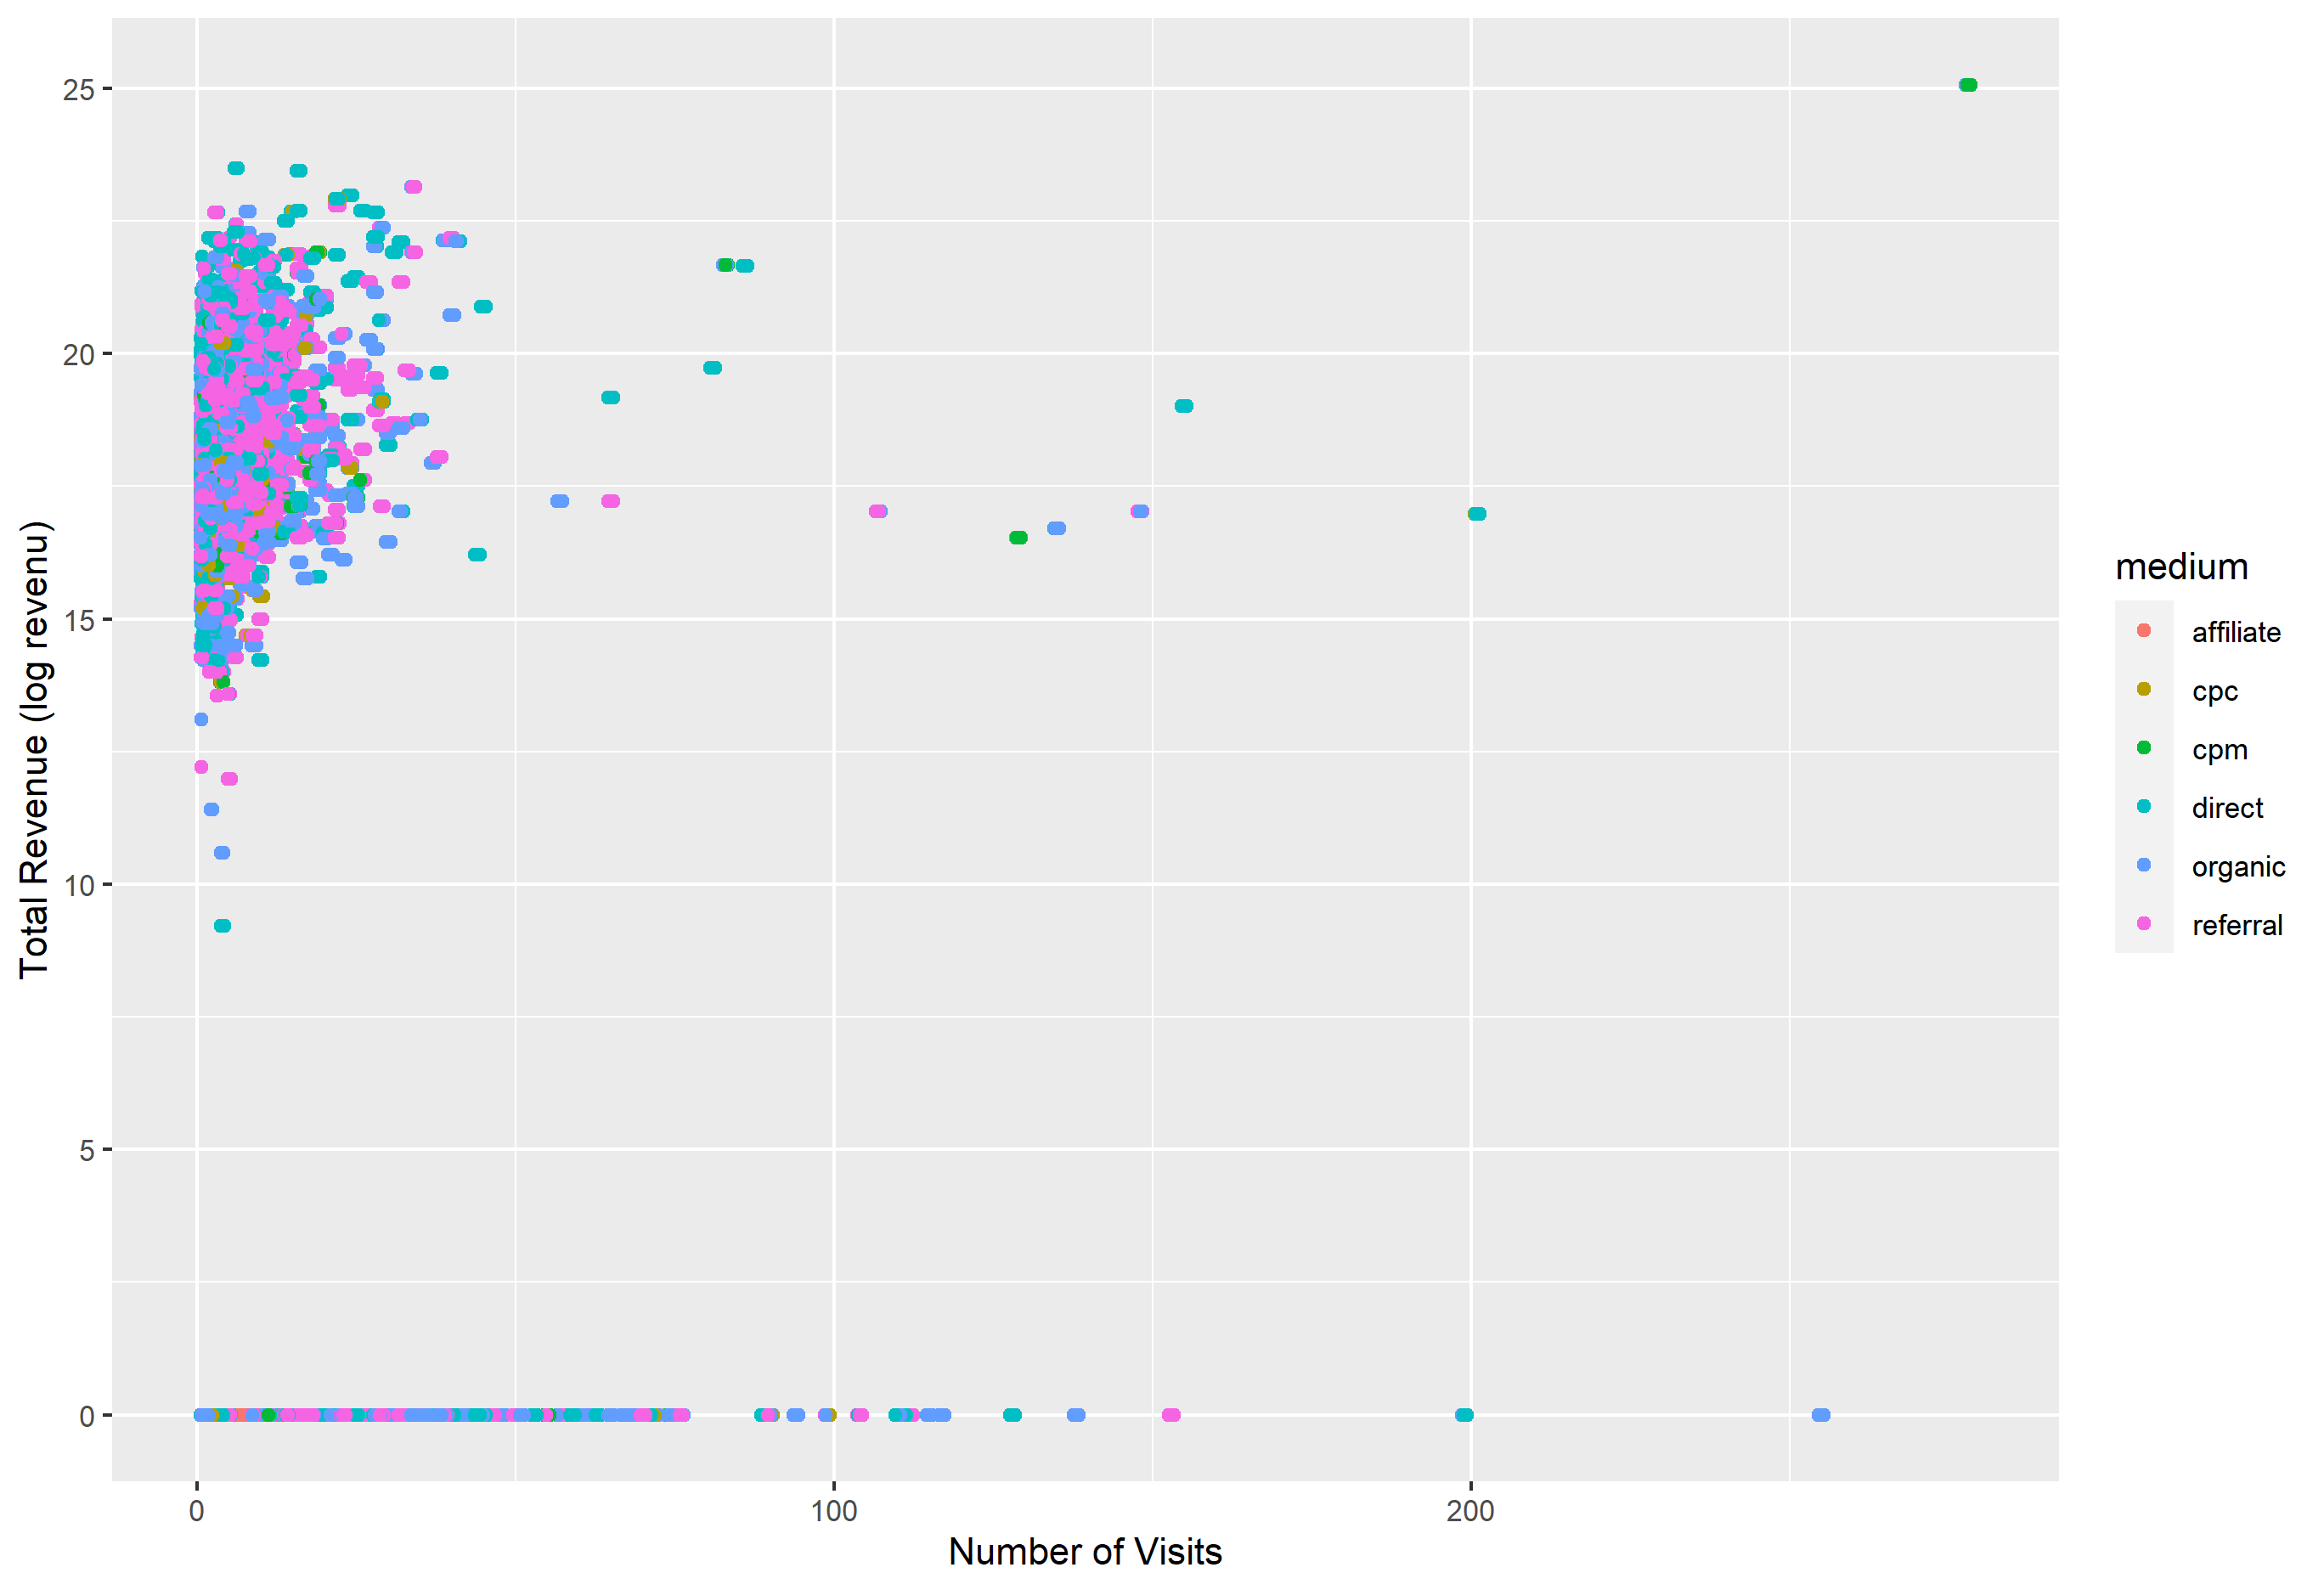 25
20
15
10
5
0
Total Revenue (log revenu)
0
100
200
Number of Visits
medium
affiliate
cpc
cpm
direct
organic
referral